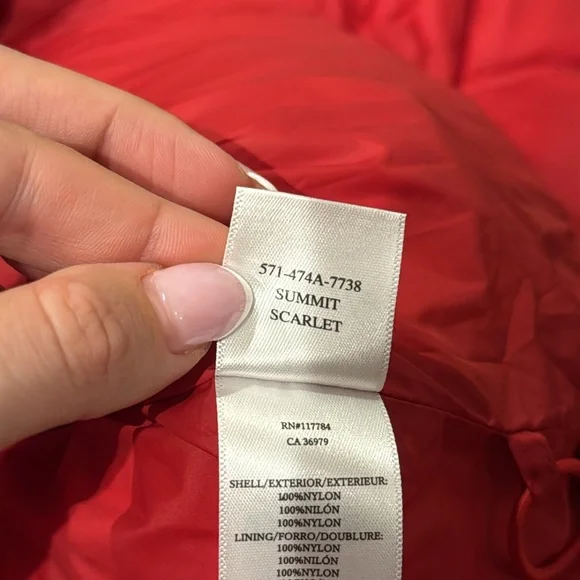 571-474A-7738
SUMMIT
SCARLET
RN#117784
CA 36979
SHELL/EXTERIOR/EXTERIEUR:
100%NYLON
100%NILÓN
100%NYLON
LINING/FORRO/DOUBLURE:
100%NYLON
100%NILÓN
100%NYLON